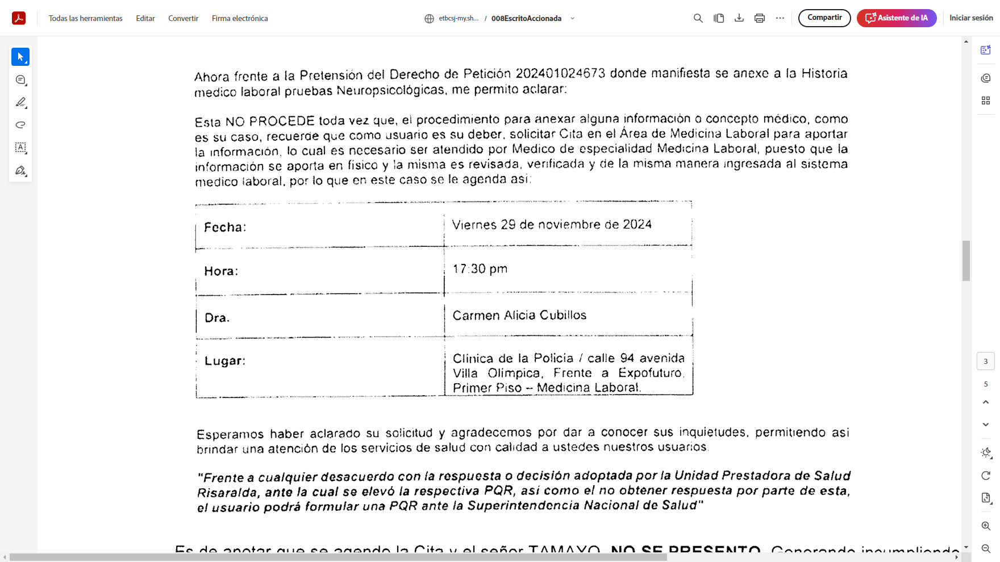 Todas las herramientas Editar Convertir Firma electrónica etbcsj-my.sh... / 008EscritoAccionada Compartir Asistente de IA Iniciar sesión
Ahora frente a la Pretensión del Derecho de Petición 202401024673 donde manifiesta se anexe a la Historia
medico laboral pruebas Neuropsicológicas, me permito aclarar:
Esta NO PROCEDE toda vez que, el procedimiento para anexar alguna información o concepto médico, como
es su caso, recuerde que como usuario es su deber, solicitar Cita en el Área de Medicina Laboral para aportar
la información, lo cual es necesario ser atendido por Medico de especialidad Medicina Laboral, puesto que la
información se aporta en físico y la misma es revisada, verificada y de la misma manera ingresada al sistema
medico laboral, por lo que en este caso se le agenda asi:
Fecha: Viernes 29 de noviembre de 2024
Hora: 17:30 pm
Dra. Carmen Alicia Cubillos
Lugar: Clínica de la Policía / calle 94 avenida
Villa Olímpica, Frente a Expofuturo.
Primer Piso – Medicina Laboral.
3
5
Esperamos haber aclarado su solicitud y agradecemos por dar a conocer sus inquietudes, permitiendo asi
brindar una atención de los servicios de salud con calidad a ustedes nuestros usuarios.
"Frente a cualquier desacuerdo con la respuesta o decisión adoptada por la Unidad Prestadora de Salud
Risaralda, ante la cual se elevó la respectiva PQR, así como el no obtener respuesta por parte de esta,
el usuario podrá formular una PQR ante la Superintendencia Nacional de Salud"
Es de anotar que se agendo la Cita y el señor TAMAYO, NO SE PRESENTO. Generando incumpliendo